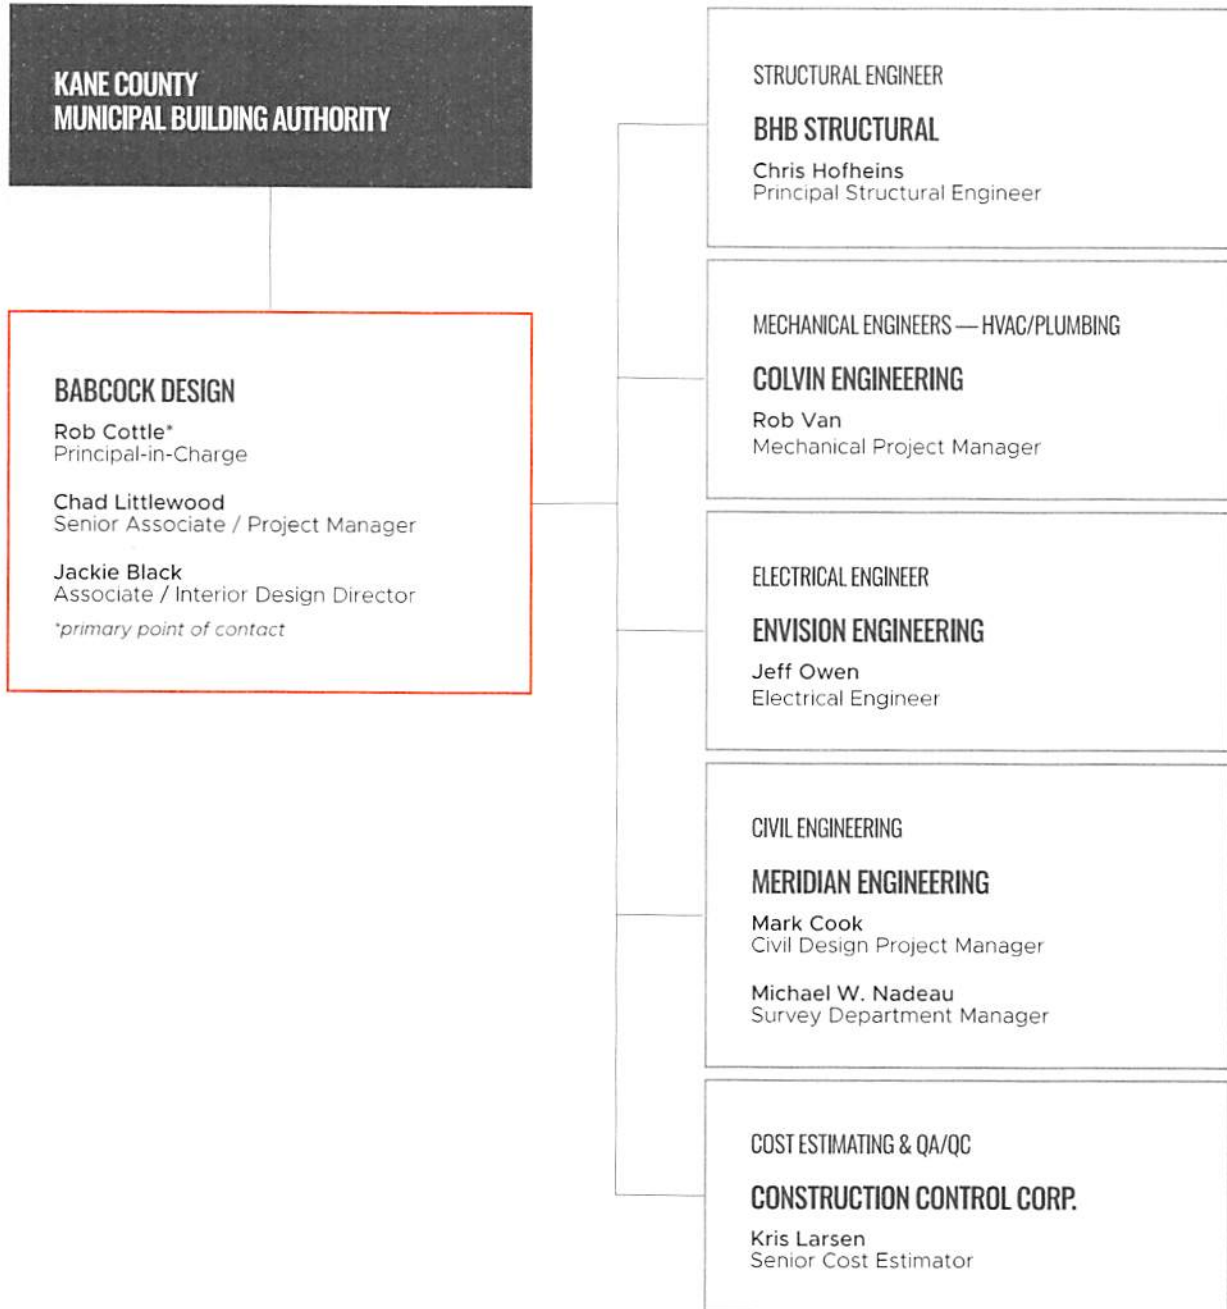 KANE COUNTY
MUNICIPAL BUILDING AUTHORITY
BABCOCK DESIGN
Rob Cottle*
Principal-in-Charge
Chad Littlewood
Senior Associate / Project Manager
Jackie Black
Associate / Interior Design Director
*primary point of contact
STRUCTURAL ENGINEER
BHB STRUCTURAL
Chris Hofheins
Principal Structural Engineer
MECHANICAL ENGINEERS — HVAC/PLUMBING
COLVIN ENGINEERING
Rob Van
Mechanical Project Manager
ELECTRICAL ENGINEER
ENVISION ENGINEERING
Jeff Owen
Electrical Engineer
CIVIL ENGINEERING
MERIDIAN ENGINEERING
Mark Cook
Civil Design Project Manager
Michael W. Nadeau
Survey Department Manager
COST ESTIMATING & QA/QC
CONSTRUCTION CONTROL CORP.
Kris Larsen
Senior Cost Estimator